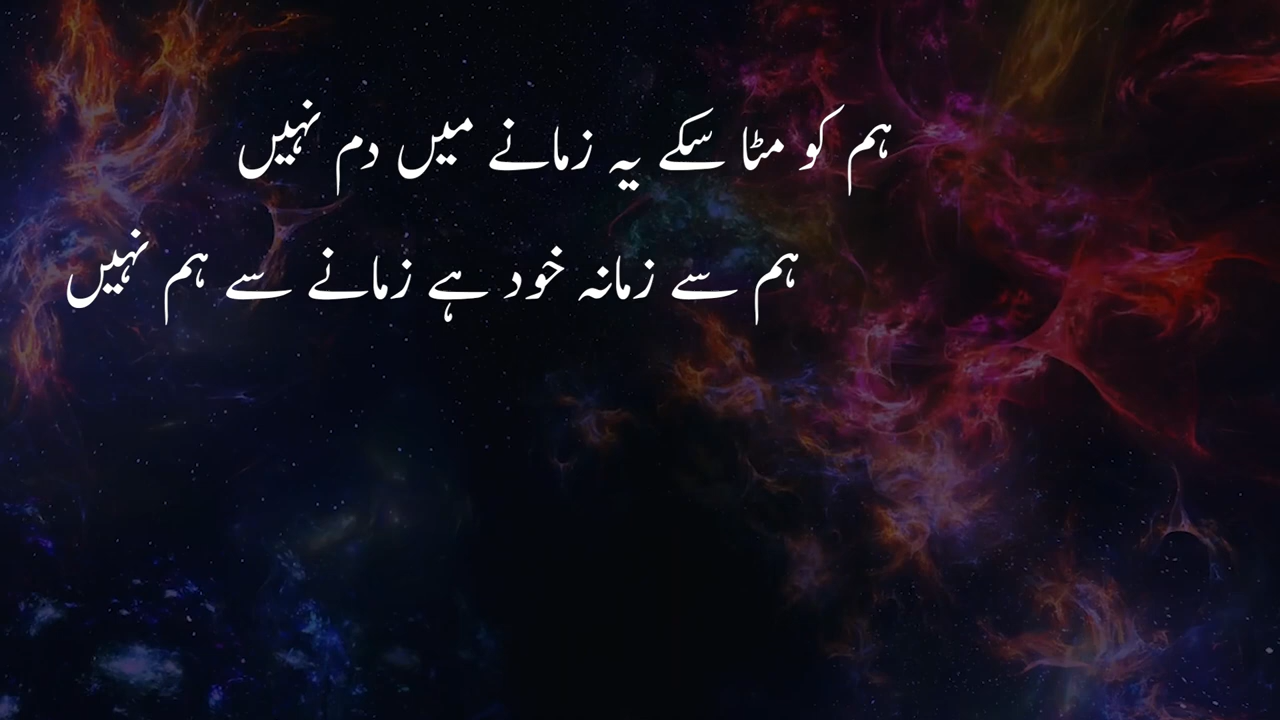 ہم کو مٹا سکے یہ زمانے میں دم نہیں
ہم سے زمانہ خود ہے زمانے سے ہم نہیں